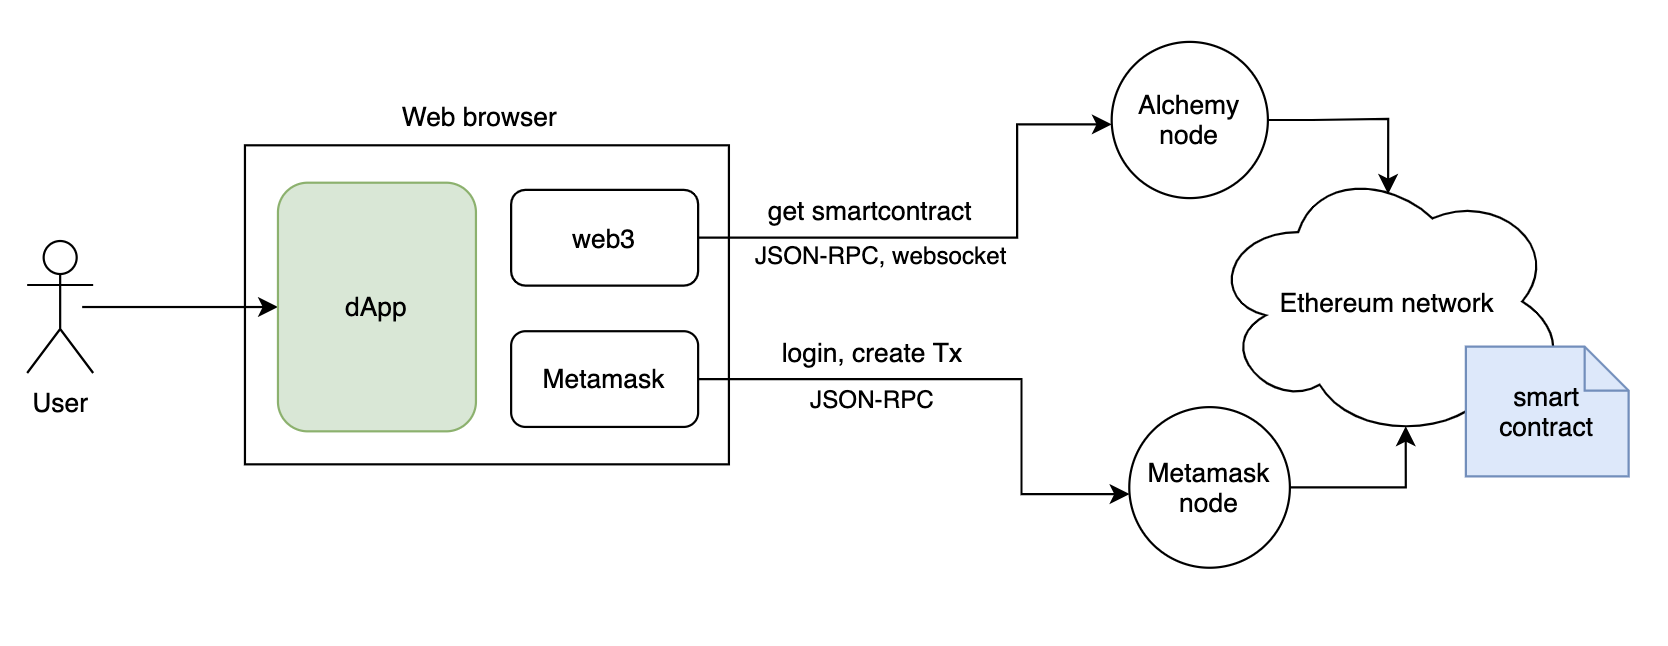 Web browser
User
dApp
web3
Metamask
get smartcontract
JSON-RPC, websocket
login, create Tx
JSON-RPC
Alchemy
node
Metamask
node
Ethereum network
smart
contract